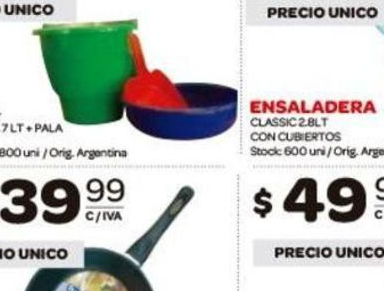 UNICO
PRECIO UNICO
7 LT + PALA
800 uni / Orig. Argentina
ENSALADERA
CLASSIC 2.8LT
CON CUBIERTOS
Stock: 600 uni / Orig. Arge
39 99
C/IVA
$ 49 9
C
IO UNICO
PRECIO UNICO